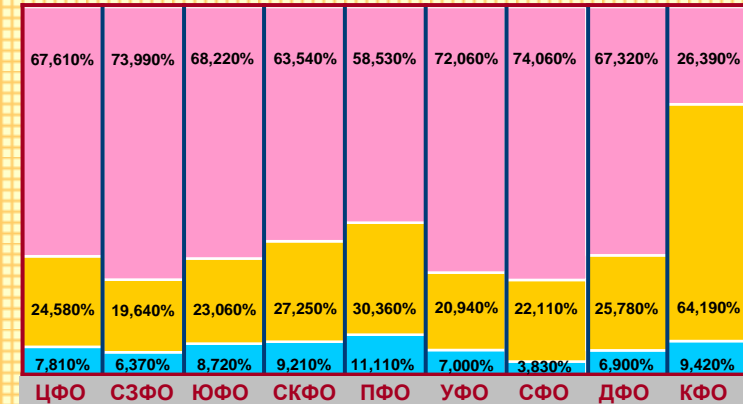 67,610% 73,990% 68,220% 63,540% 58,530% 72,060% 74,060% 67,320% 26,390%
24,580% 19,640% 23,060% 27,250% 30,360% 20,940% 22,110% 25,780% 64,190%
7,810% 6,370% 8,720% 9,210% 11,110% 7,000% 3,830% 6,900% 9,420%
ЦФО СЗФО ЮФО СКФО ПФО УФО СФО ДФО КФО